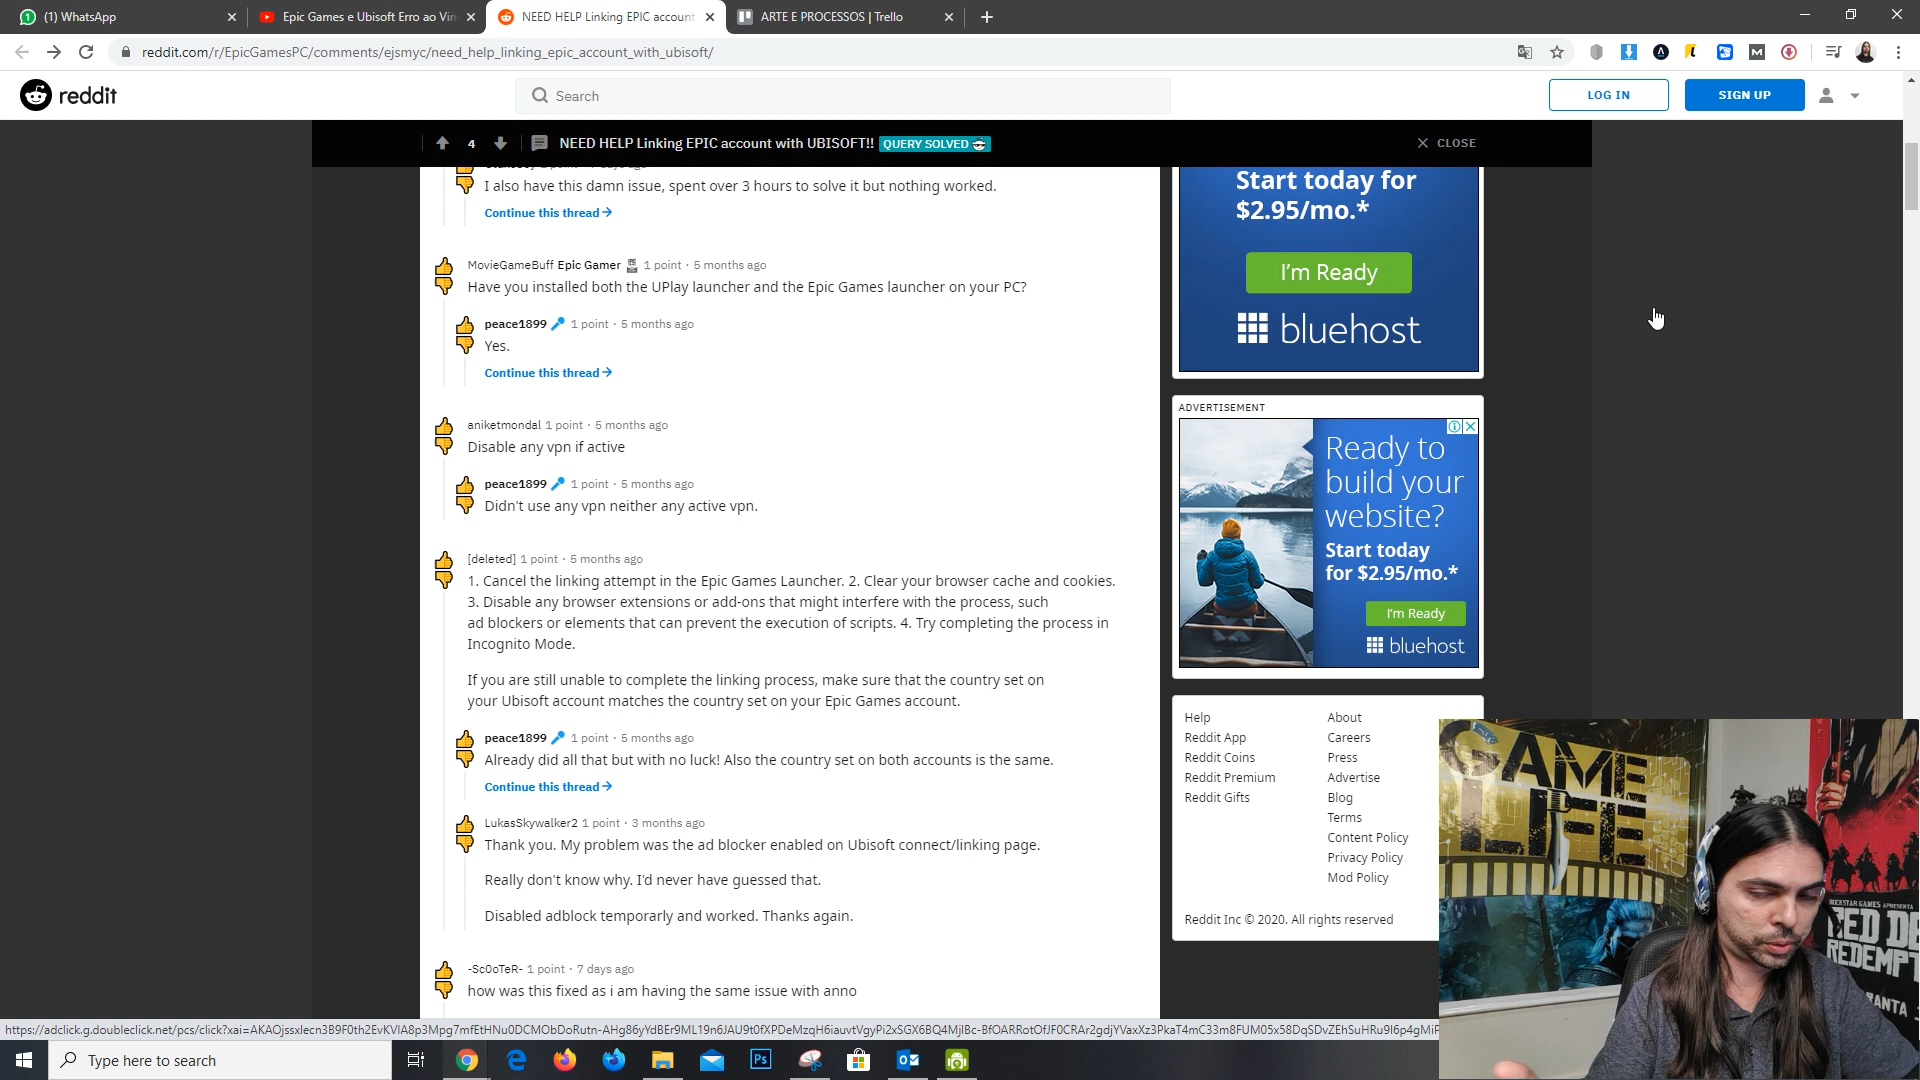 (1) WhatsApp
Epic Games e Ubisoft Erro ao Vin
NEED HELP Linking EPIC account
ARTE E PROCESSOS | Trello
reddit.com/r/EpicGamesPC/comments/ejsmyc/need_help_linking_epic_account_with_ubisoft/
reddit
Search
LOG IN
SIGN UP
4
NEED HELP Linking EPIC account with UBISOFT!! QUERY SOLVED
CLOSE
I also have this damn issue, spent over 3 hours to solve it but nothing worked.
Continue this thread
MovieGameBuff Epic Gamer 1 point · 5 months ago
Have you installed both the UPlay launcher and the Epic Games launcher on your PC?
peace1899 1 point · 5 months ago
Yes.
Continue this thread
aniketmondal 1 point · 5 months ago
Disable any vpn if active
peace1899 1 point · 5 months ago
Didn't use any vpn neither any active vpn.
[deleted] 1 point · 5 months ago
1. Cancel the linking attempt in the Epic Games Launcher. 2. Clear your browser cache and cookies.
3. Disable any browser extensions or add-ons that might interfere with the process, such
ad blockers or elements that can prevent the execution of scripts. 4. Try completing the process in
Incognito Mode.
If you are still unable to complete the linking process, make sure that the country set on
your Ubisoft account matches the country set on your Epic Games account.
peace1899 1 point · 5 months ago
Already did all that but with no luck! Also the country set on both accounts is the same.
Continue this thread
LukasSkywalker2 1 point · 3 months ago
Thank you. My problem was the ad blocker enabled on Ubisoft connect/linking page.
Really don't know why. I'd never have guessed that.
Disabled adblock temporarly and worked. Thanks again.
-Sc0oTeR- 1 point · 7 days ago
how was this fixed as i am having the same issue with anno
Start today for
$2.95/mo.*
I'm Ready
bluehost
ADVERTISEMENT
Ready to
build your
website?
Start today
for $2.95/mo.*
I'm Ready
bluehost
Help
About
Reddit App
Careers
Reddit Coins
Press
Reddit Premium
Advertise
Reddit Gifts
Blog
Terms
Content Policy
Privacy Policy
Mod Policy
Reddit Inc © 2020. All rights reserved
GAME
LIFE
ROCKSTAR GAMES
RED DE
REDEMPT
Type here to search
Ps